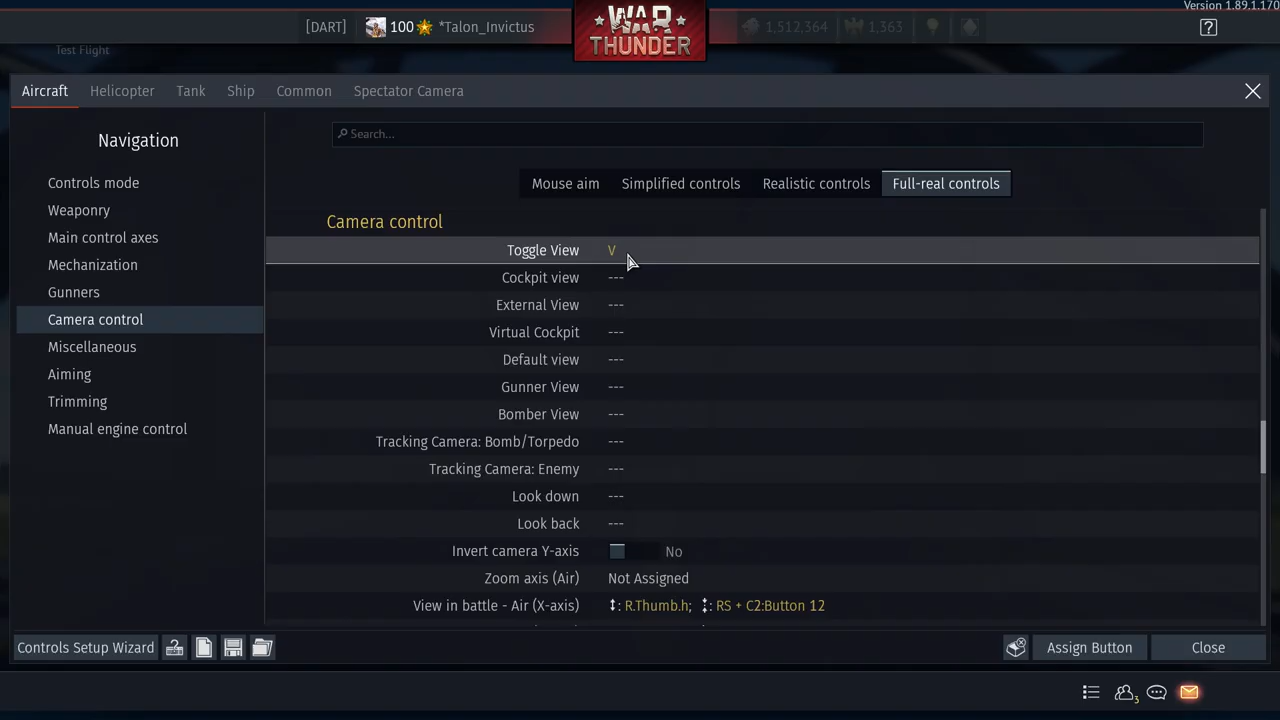 Version 1.89.1.170
[DART] 100 *Talon_Invictus
WAR
THUNDER
1,512,364 1,363
Test Flight
Aircraft Helicopter Tank Ship Common Spectator Camera
Navigation
Search...
Controls mode
Weaponry
Main control axes
Mechanization
Gunners
Camera control
Miscellaneous
Aiming
Trimming
Manual engine control
Mouse aim Simplified controls Realistic controls Full-real controls
Camera control
Toggle View V
Cockpit view ---
External View ---
Virtual Cockpit ---
Default view ---
Gunner View ---
Bomber View ---
Tracking Camera: Bomb/Torpedo ---
Tracking Camera: Enemy ---
Look down ---
Look back ---
Invert camera Y-axis No
Zoom axis (Air) Not Assigned
View in battle - Air (X-axis) : R.Thumb.h; : RS + C2:Button 12
Controls Setup Wizard Assign Button Close
3